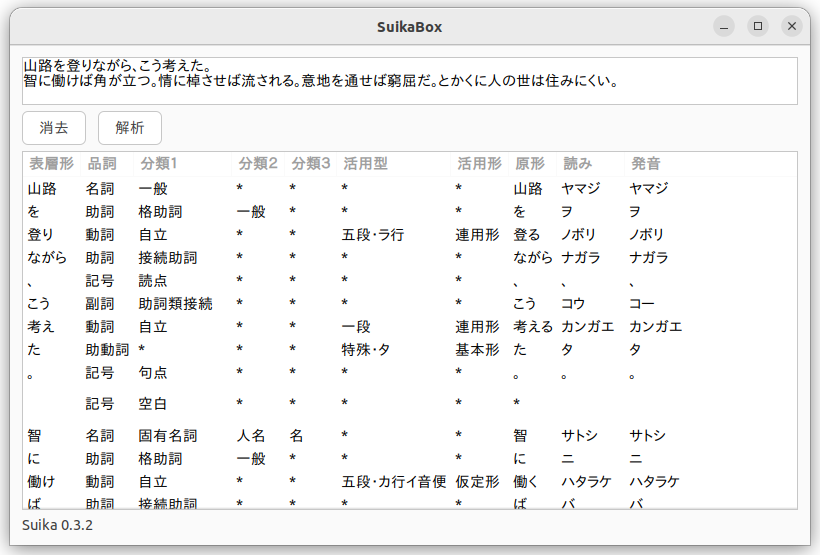 SuikaBox
山路を登りながら、こう考えた。
智に働けば角が立つ。情に棹させば流される。意地を通せば窮屈だ。とかくに人の世は住みにくい。
消去 解析
表層形 品詞 分類1 分類2 分類3 活用型 活用形 原形 読み 発音
山路 名詞 一般 * * * * 山路 ヤマジ ヤマジ
を 助詞 格助詞 一般 * * * を ヲ ヲ
登り 動詞 自立 * * 五段・ラ行 連用形 登る ノボリ ノボリ
ながら 助詞 接続助詞 * * * * ながら ナガラ ナガラ
、 記号 読点 * * * * 、 、 、
こう 副詞 助詞類接続 * * * * こう コウ コー
考え 動詞 自立 * * 一段 連用形 考える カンガエ カンガエ
た 助動詞 * * * 特殊・タ 基本形 た タ タ
。 記号 句点 * * * * 。 。 。
記号 空白 * * * * *
智 名詞 固有名詞 人名 名 * * 智 サトシ サトシ
に 助詞 格助詞 一般 * * * に ニ ニ
働け 動詞 自立 * * 五段・カ行イ音便 仮定形 働く ハタラケ ハタラケ
ば 助詞 接続助詞 * * * * ば バ バ
Suika 0.3.2